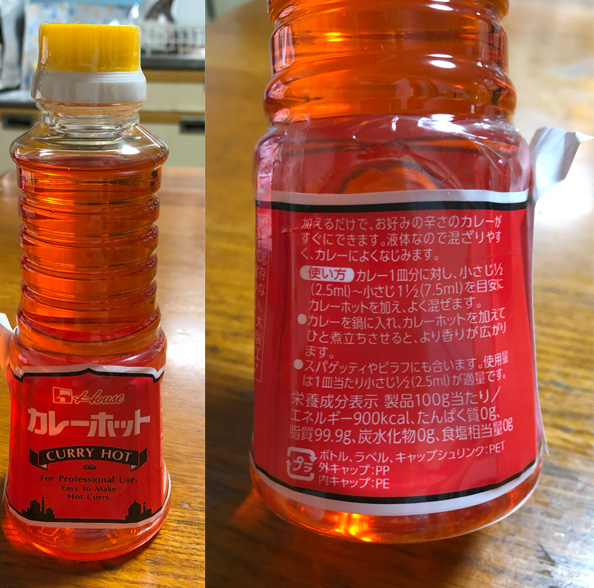 House
カレーホット
CURRY HOT
For Professional Use
Easy To Make
Hot Curry
加えるだけで、お好みの辛さのカレーが
すぐにできます。液体なので混ざりやす
く、カレーによくなじみます。
使い方 カレー1皿分に対し、小さじ1/2
(2.5ml)〜小さじ1 1/2(7.5ml)を目安に
カレーホットを加え、よく混ぜます。
●カレーを鍋に入れ、カレーホットを加えて
ひと煮立ちさせると、より香りが広がり
ます。
●スパゲッティやピラフにも合います。使用量
は1皿当たり小さじ1/2(2.5ml)が適量です。
栄養成分表示 製品100g当たり/
エネルギー900kcal、たんぱく質0g、
脂質99.9g、炭水化物0g、食塩相当量0g
プラ
ボトル、ラベル、キャップシュリンク:PET
外キャップ:PP
内キャップ:PE